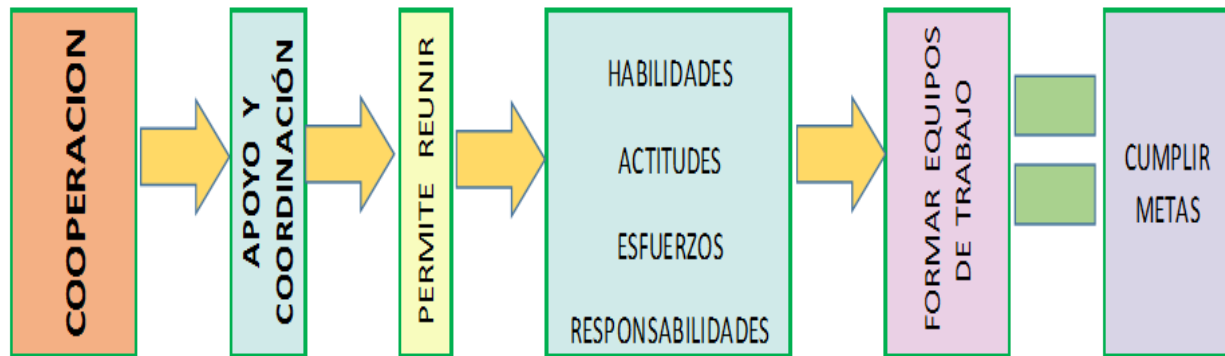 COOPERACION
APOYO Y
COORDINACIÓN
PERMITE REUNIR
HABILIDADES
ACTITUDES
ESFUERZOS
RESPONSABILIDADES
FORMAR EQUIPOS
DE TRABAJO
CUMPLIR
METAS